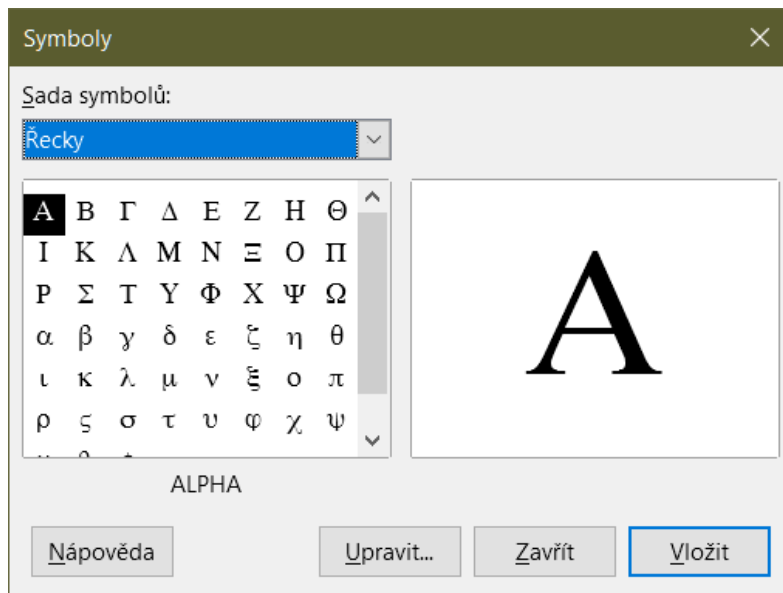 Symboly
Sada symbolů:
Řecky
Α Β Γ Δ Ε Ζ Η Θ
Ι Κ Λ Μ Ν Ξ Ο Π
Ρ Σ Τ Υ Φ Χ Ψ Ω
α β γ δ ε ζ η θ
ι κ λ μ ν ξ ο π
ρ ς σ τ υ φ χ ψ
Α
ALPHA
Nápověda Upravit... Zavřít Vložit